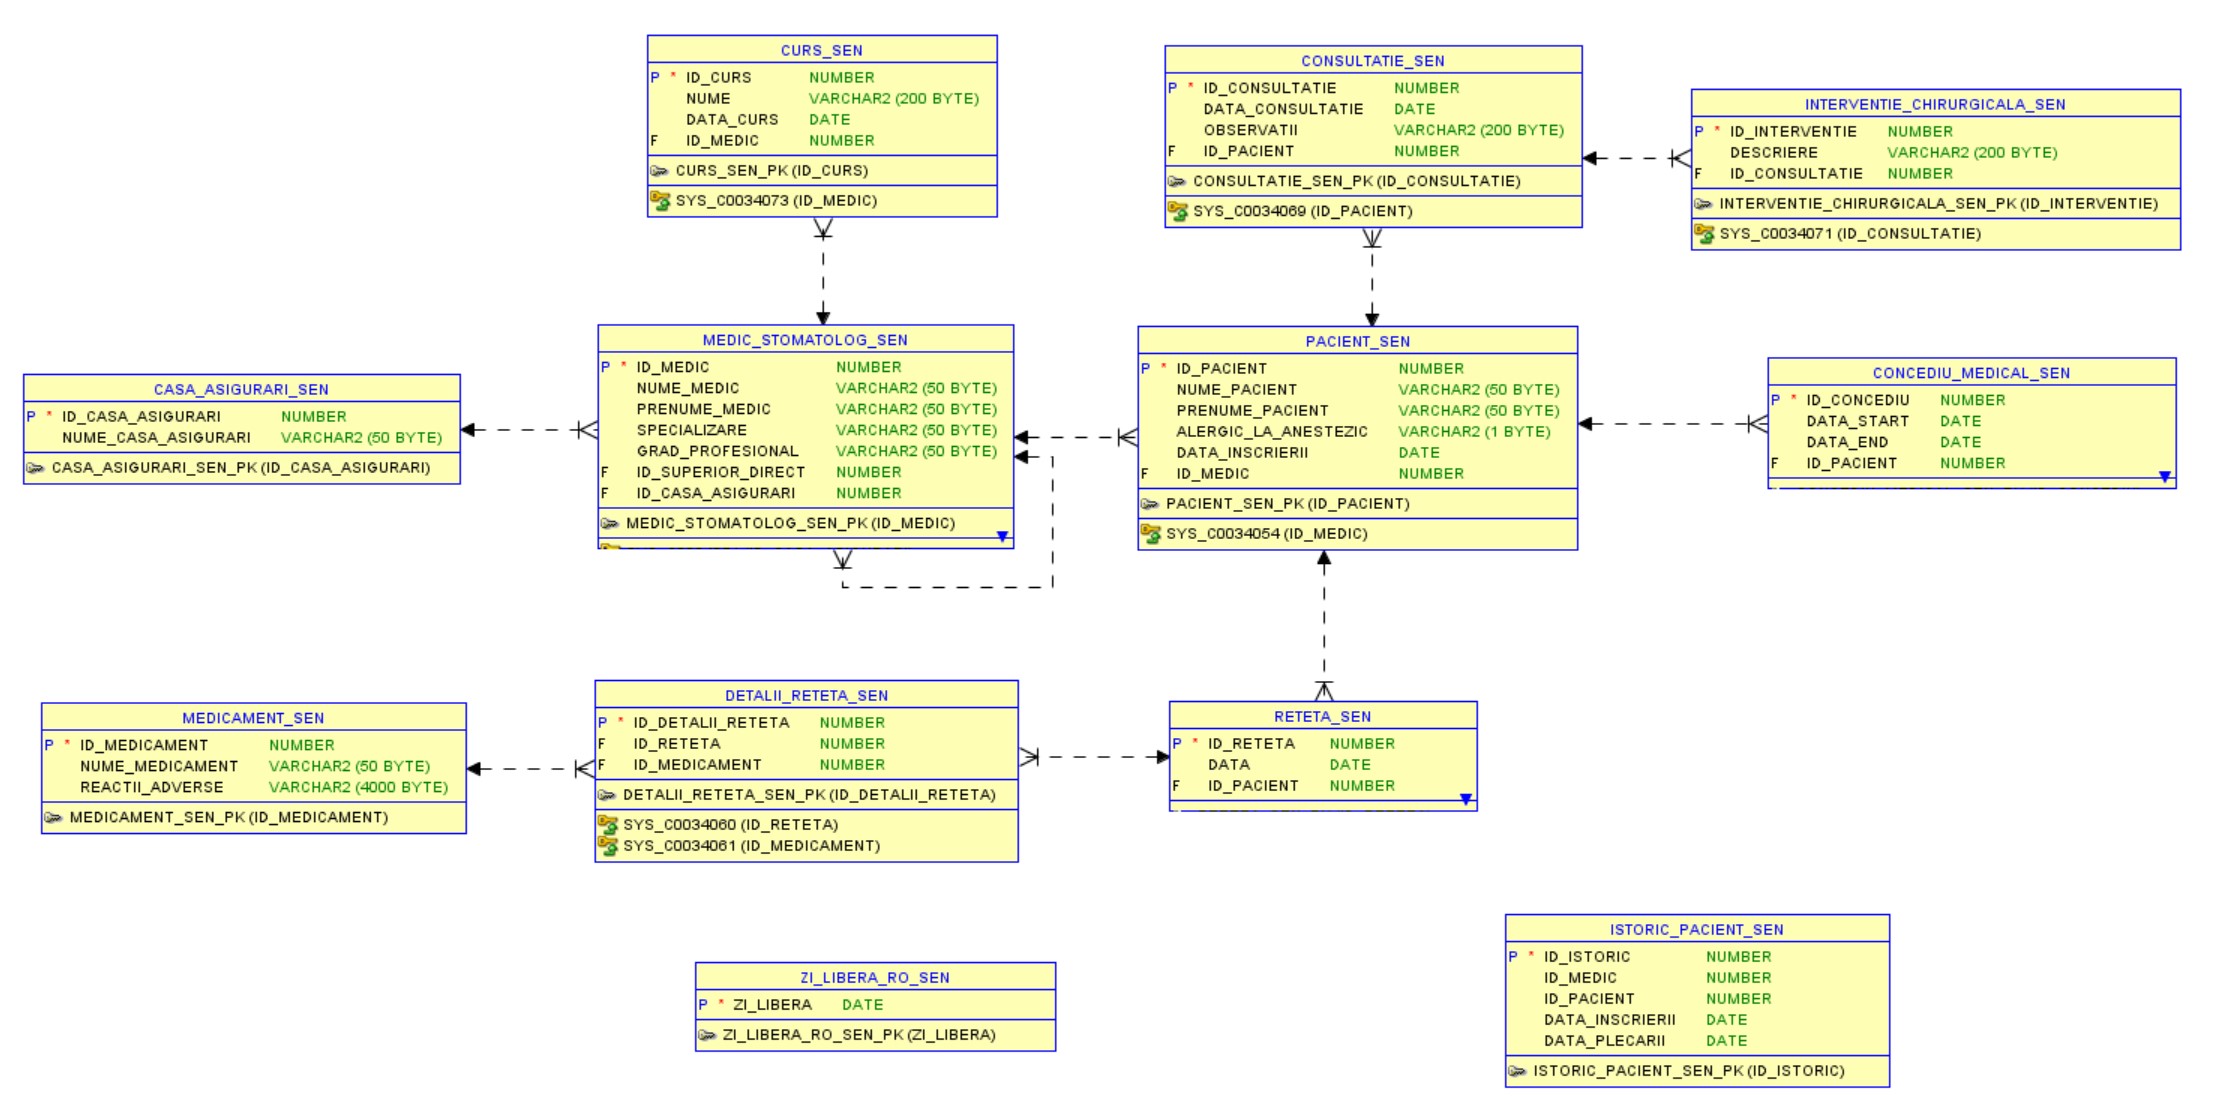 CURS_SEN
P * ID_CURS NUMBER
NUME VARCHAR2 (200 BYTE)
DATA_CURS DATE
F ID_MEDIC NUMBER
CURS_SEN_PK (ID_CURS)
SYS_C0034073 (ID_MEDIC)
CONSULTATIE_SEN
P * ID_CONSULTATIE NUMBER
DATA_CONSULTATIE DATE
OBSERVATII VARCHAR2 (200 BYTE)
F ID_PACIENT NUMBER
CONSULTATIE_SEN_PK (ID_CONSULTATIE)
SYS_C0034069 (ID_PACIENT)
INTERVENTIE_CHIRURGICALA_SEN
P * ID_INTERVENTIE NUMBER
DESCRIERE VARCHAR2 (200 BYTE)
F ID_CONSULTATIE NUMBER
INTERVENTIE_CHIRURGICALA_SEN_PK (ID_INTERVENTIE)
SYS_C0034071 (ID_CONSULTATIE)
CASA_ASIGURARI_SEN
P * ID_CASA_ASIGURARI NUMBER
NUME_CASA_ASIGURARI VARCHAR2 (50 BYTE)
CASA_ASIGURARI_SEN_PK (ID_CASA_ASIGURARI)
MEDIC_STOMATOLOG_SEN
P * ID_MEDIC NUMBER
NUME_MEDIC VARCHAR2 (50 BYTE)
PRENUME_MEDIC VARCHAR2 (50 BYTE)
SPECIALIZARE VARCHAR2 (50 BYTE)
GRAD_PROFESIONAL VARCHAR2 (50 BYTE)
F ID_SUPERIOR_DIRECT NUMBER
F ID_CASA_ASIGURARI NUMBER
MEDIC_STOMATOLOG_SEN_PK (ID_MEDIC)
PACIENT_SEN
P * ID_PACIENT NUMBER
NUME_PACIENT VARCHAR2 (50 BYTE)
PRENUME_PACIENT VARCHAR2 (50 BYTE)
ALERGIC_LA_ANESTEZIC VARCHAR2 (1 BYTE)
DATA_INSCRIERII DATE
F ID_MEDIC NUMBER
PACIENT_SEN_PK (ID_PACIENT)
SYS_C0034054 (ID_MEDIC)
CONCEDIU_MEDICAL_SEN
P * ID_CONCEDIU NUMBER
DATA_START DATE
DATA_END DATE
F ID_PACIENT NUMBER
MEDICAMENT_SEN
P * ID_MEDICAMENT NUMBER
NUME_MEDICAMENT VARCHAR2 (50 BYTE)
REACTII_ADVERSE VARCHAR2 (4000 BYTE)
MEDICAMENT_SEN_PK (ID_MEDICAMENT)
DETALII_RETETA_SEN
P * ID_DETALII_RETETA NUMBER
F ID_RETETA NUMBER
F ID_MEDICAMENT NUMBER
DETALII_RETETA_SEN_PK (ID_DETALII_RETETA)
SYS_C0034060 (ID_RETETA)
SYS_C0034061 (ID_MEDICAMENT)
RETETA_SEN
P * ID_RETETA NUMBER
DATA DATE
F ID_PACIENT NUMBER
ZI_LIBERA_RO_SEN
P * ZI_LIBERA DATE
ZI_LIBERA_RO_SEN_PK (ZI_LIBERA)
ISTORIC_PACIENT_SEN
P * ID_ISTORIC NUMBER
ID_MEDIC NUMBER
ID_PACIENT NUMBER
DATA_INSCRIERII DATE
DATA_PLECARII DATE
ISTORIC_PACIENT_SEN_PK (ID_ISTORIC)